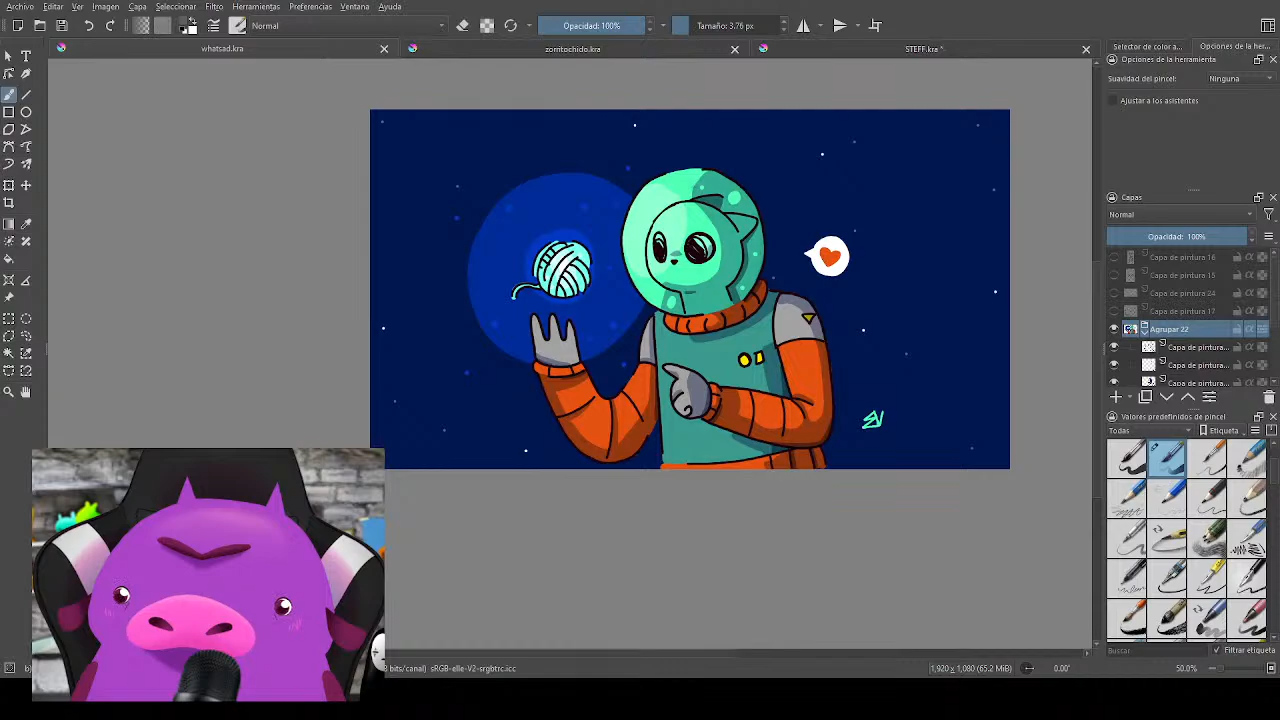 Archivo Editar Ver Imagen Capa Seleccionar Filtro Herramientas Preferencias Ventana Ayuda
Normal Opacidad: 100% Tamaño: 3.76 px
whatsad.kra zorritochido.kra STEFF.kra *
Selector de color a... Opciones de la her...
Opciones de la herramienta
Suavidad del pincel: Ninguna
Ajustar a los asistentes
Capas
Normal
Opacidad: 100%
Capa de pintura 16
Capa de pintura 15
Capa de pintura 24
Capa de pintura 17
Agrupar 22
Capa de pintura...
Capa de pintura...
Capa de pintura...
Valores predefinidos de pincel
Todas Etiqueta
Buscar Filtrar etiqueta
bits/canal) sRGB-elle-V2-srgbtrc.icc 1,920 x 1,080 (65.2 MiB) 0.00° 50.0%